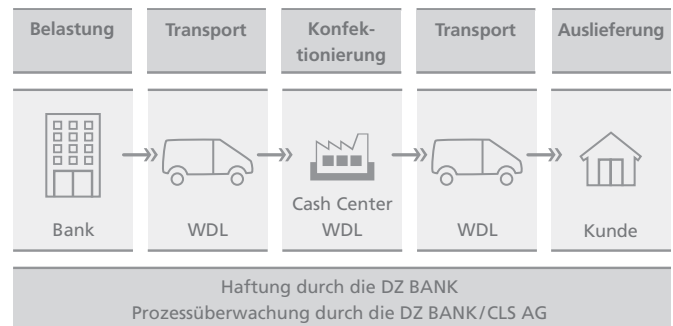 Belastung
Transport
Konfek-
tionierung
Transport
Auslieferung
Bank
WDL
Cash Center
WDL
WDL
Kunde
Haftung durch die DZ BANK
Prozessüberwachung durch die DZ BANK/CLS AG